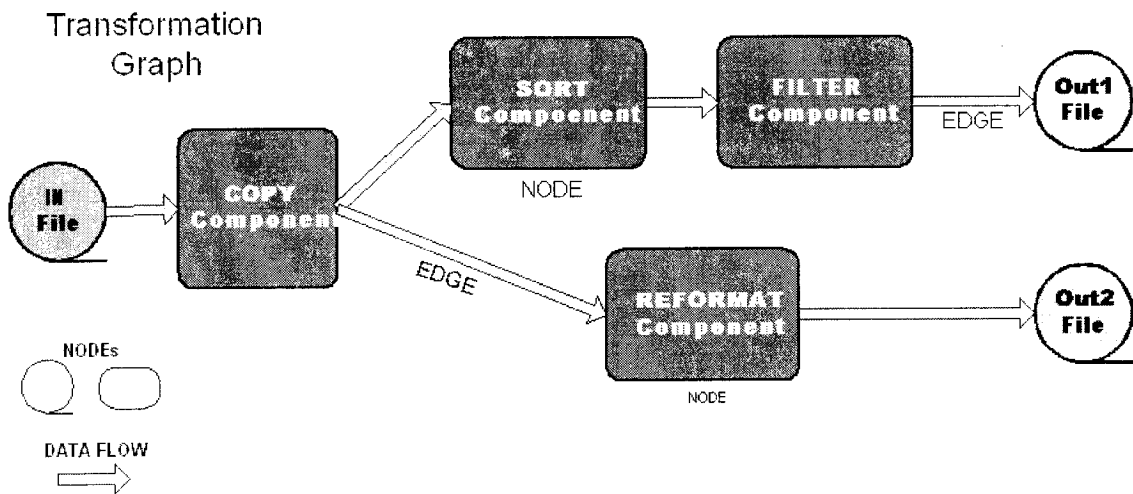 Transformation
Graph
IN
File
COPY
Component
SORT
Compoenent
NODE
FILTER
Component
EDGE
Out1
File
EDGE
REFORMAT
Component
NODE
Out2
File
NODEs
DATA FLOW